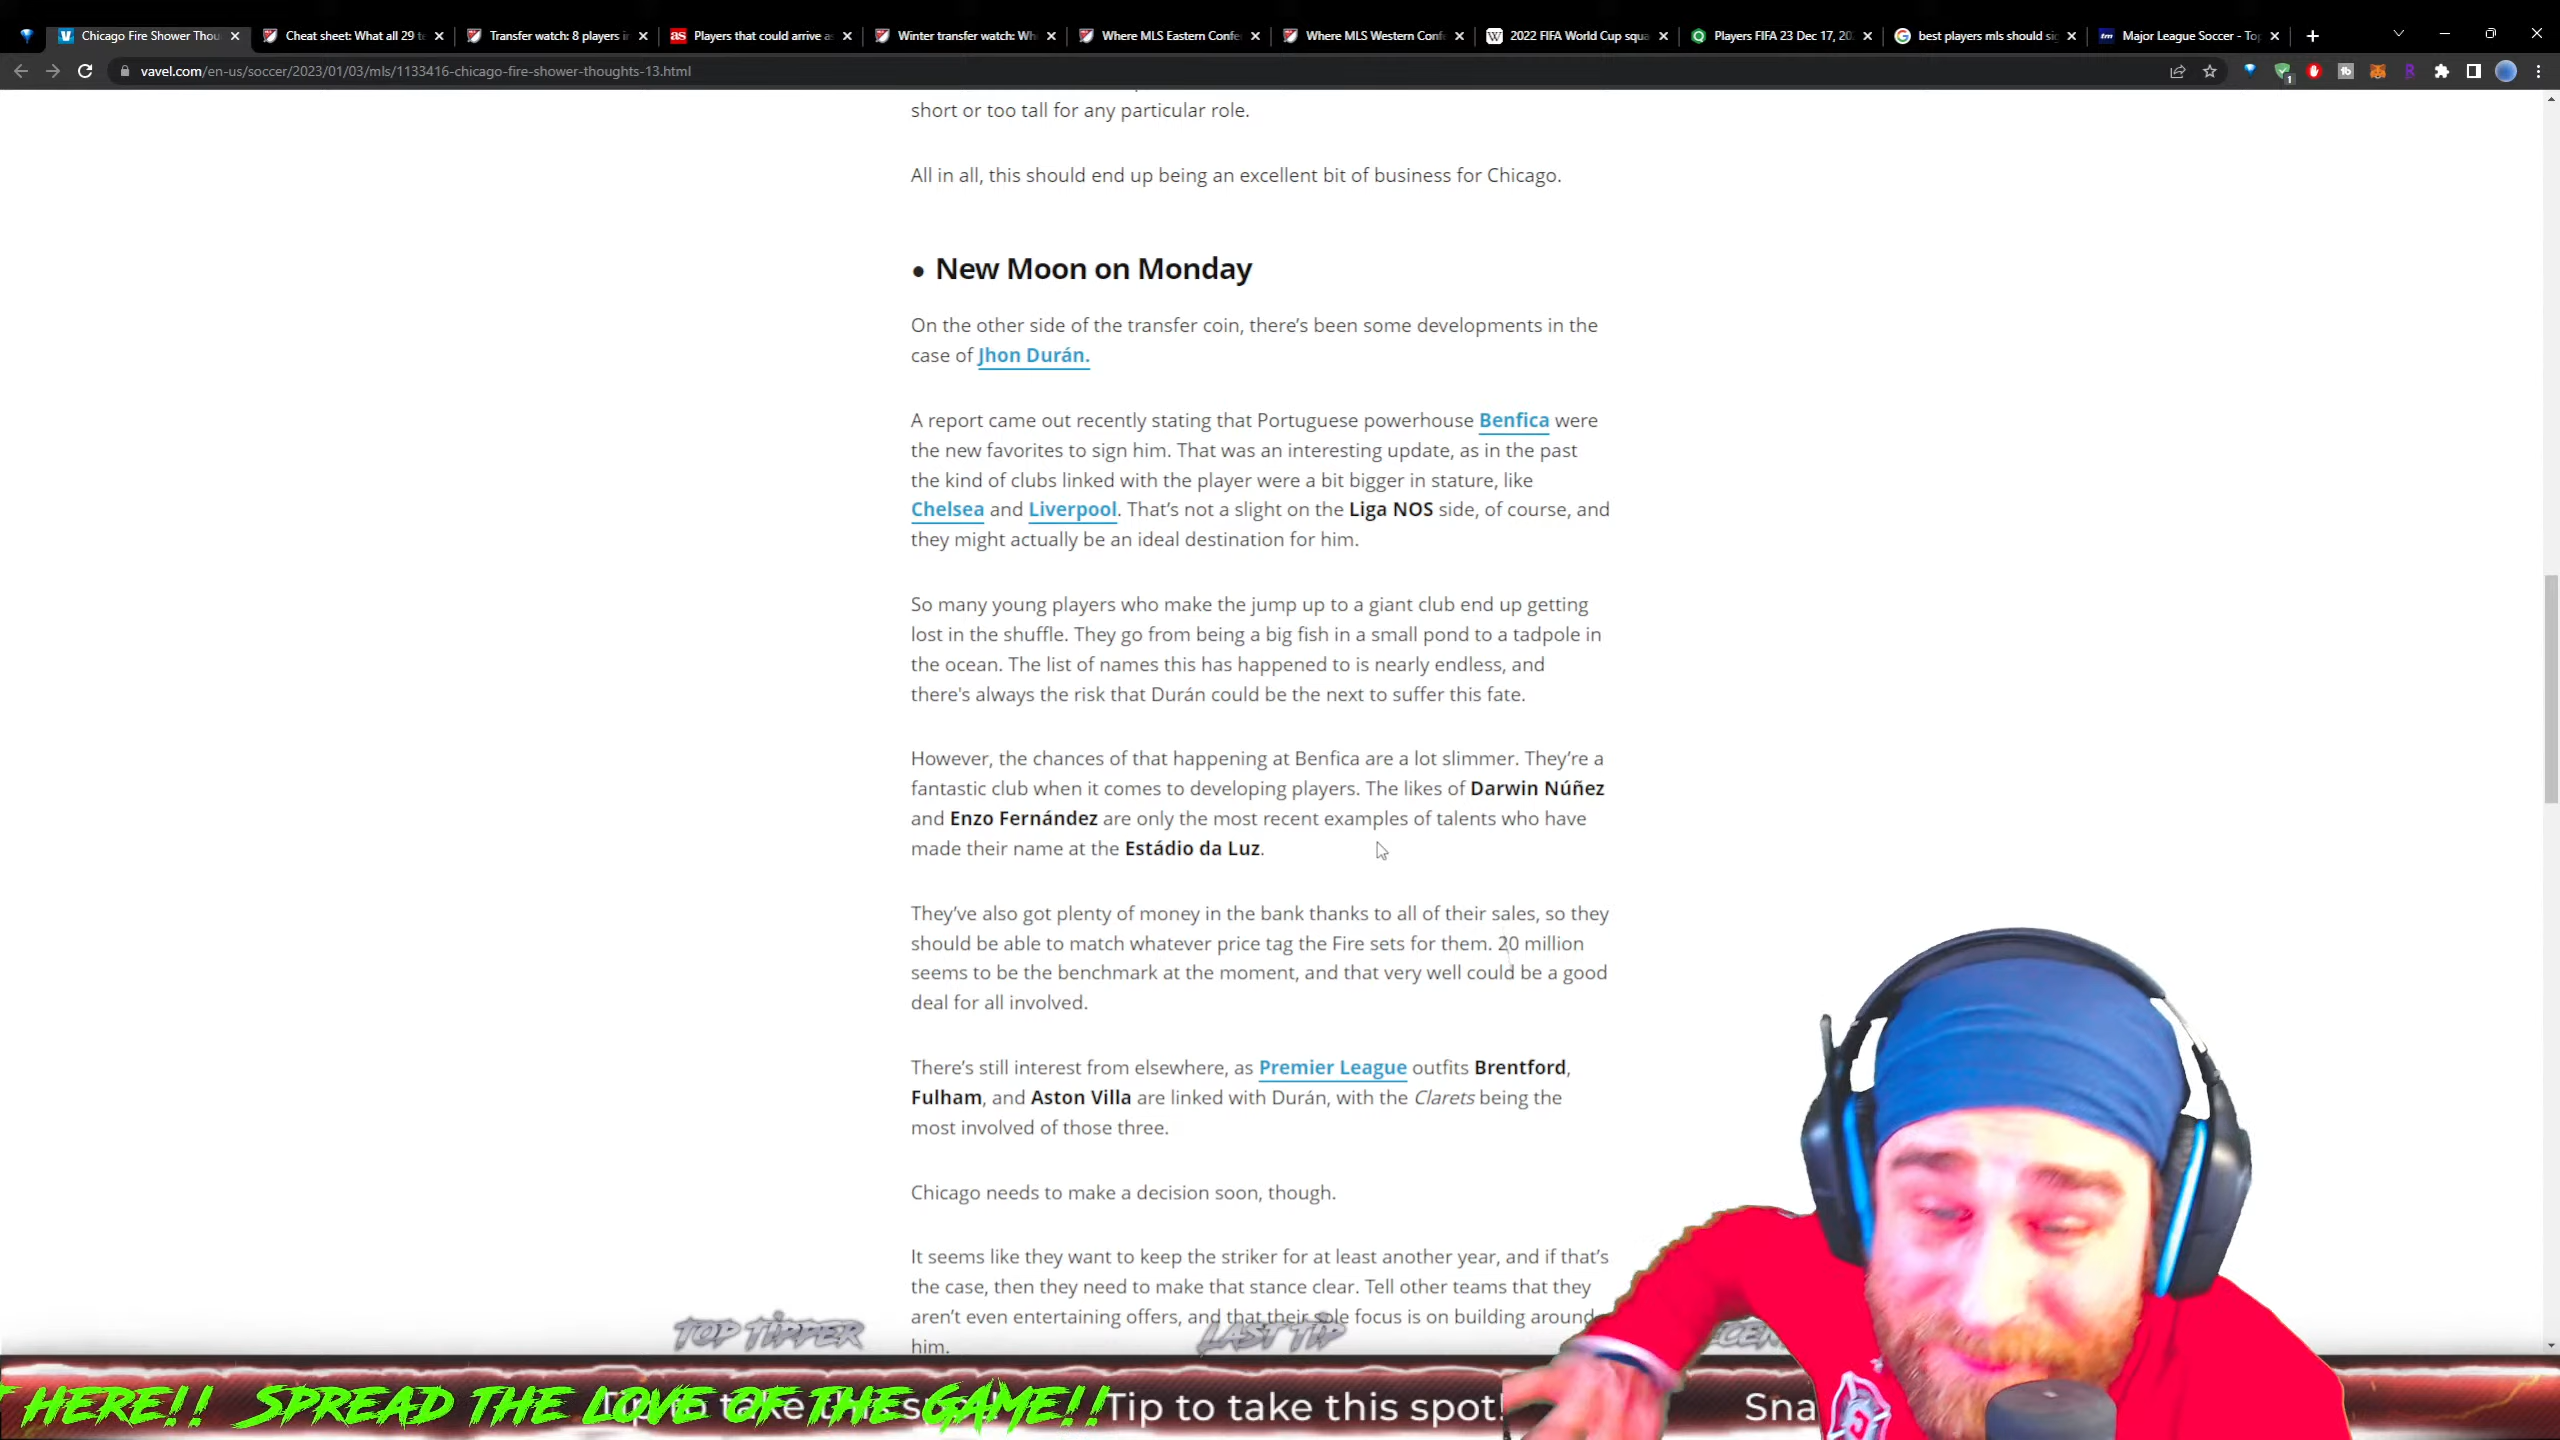 Chicago Fire Shower Thou
Cheat sheet: What all 29 te
Transfer watch: 8 players i
Players that could arrive a
Winter transfer watch: Wh
Where MLS Eastern Confe
Where MLS Western Conf
2022 FIFA World Cup squa
Players FIFA 23 Dec 17, 20
best players mls should si
Major League Soccer - To
vavel.com/en-us/soccer/2023/01/03/mls/1133416-chicago-fire-shower-thoughts-13.html
short or too tall for any particular role.
All in all, this should end up being an excellent bit of business for Chicago.
• New Moon on Monday
On the other side of the transfer coin, there's been some developments in the
case of Jhon Durán.
A report came out recently stating that Portuguese powerhouse Benfica were
the new favorites to sign him. That was an interesting update, as in the past
the kind of clubs linked with the player were a bit bigger in stature, like
Chelsea and Liverpool. That's not a slight on the Liga NOS side, of course, and
they might actually be an ideal destination for him.
So many young players who make the jump up to a giant club end up getting
lost in the shuffle. They go from being a big fish in a small pond to a tadpole in
the ocean. The list of names this has happened to is nearly endless, and
there's always the risk that Durán could be the next to suffer this fate.
However, the chances of that happening at Benfica are a lot slimmer. They're a
fantastic club when it comes to developing players. The likes of Darwin Núñez
and Enzo Fernández are only the most recent examples of talents who have
made their name at the Estádio da Luz.
They've also got plenty of money in the bank thanks to all of their sales, so they
should be able to match whatever price tag the Fire sets for them. 20 million
seems to be the benchmark at the moment, and that very well could be a good
deal for all involved.
There's still interest from elsewhere, as Premier League outfits Brentford,
Fulham, and Aston Villa are linked with Durán, with the Clarets being the
most involved of those three.
Chicago needs to make a decision soon, though.
It seems like they want to keep the striker for at least another year, and if that's
the case, then they need to make that stance clear. Tell other teams that they
aren't even entertaining offers, and that their sole focus is on building around
him.
TOP TIPPER
LAST TIP
HERE!! SPREAD THE LOVE OF THE GAME!!
Tip to take this spot!
Sna